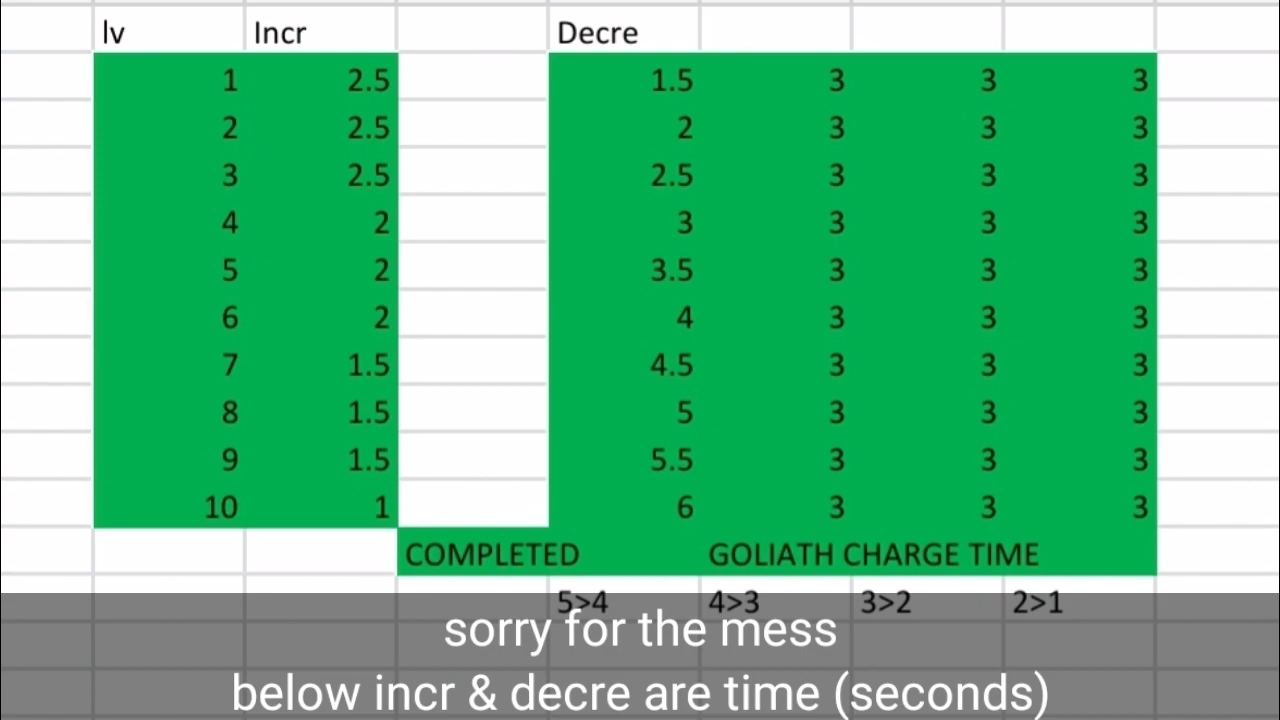 lv Incr Decre
1 2.5 1.5 3 3 3
2 2.5 2 3 3 3
3 2.5 2.5 3 3 3
4 2 3 3 3 3
5 2 3.5 3 3 3
6 2 4 3 3 3
7 1.5 4.5 3 3 3
8 1.5 5 3 3 3
9 1.5 5.5 3 3 3
10 1 6 3 3 3
COMPLETED GOLIATH CHARGE TIME
5>4 4>3 3>2 2>1
sorry for the mess
below incr & decre are time (seconds)